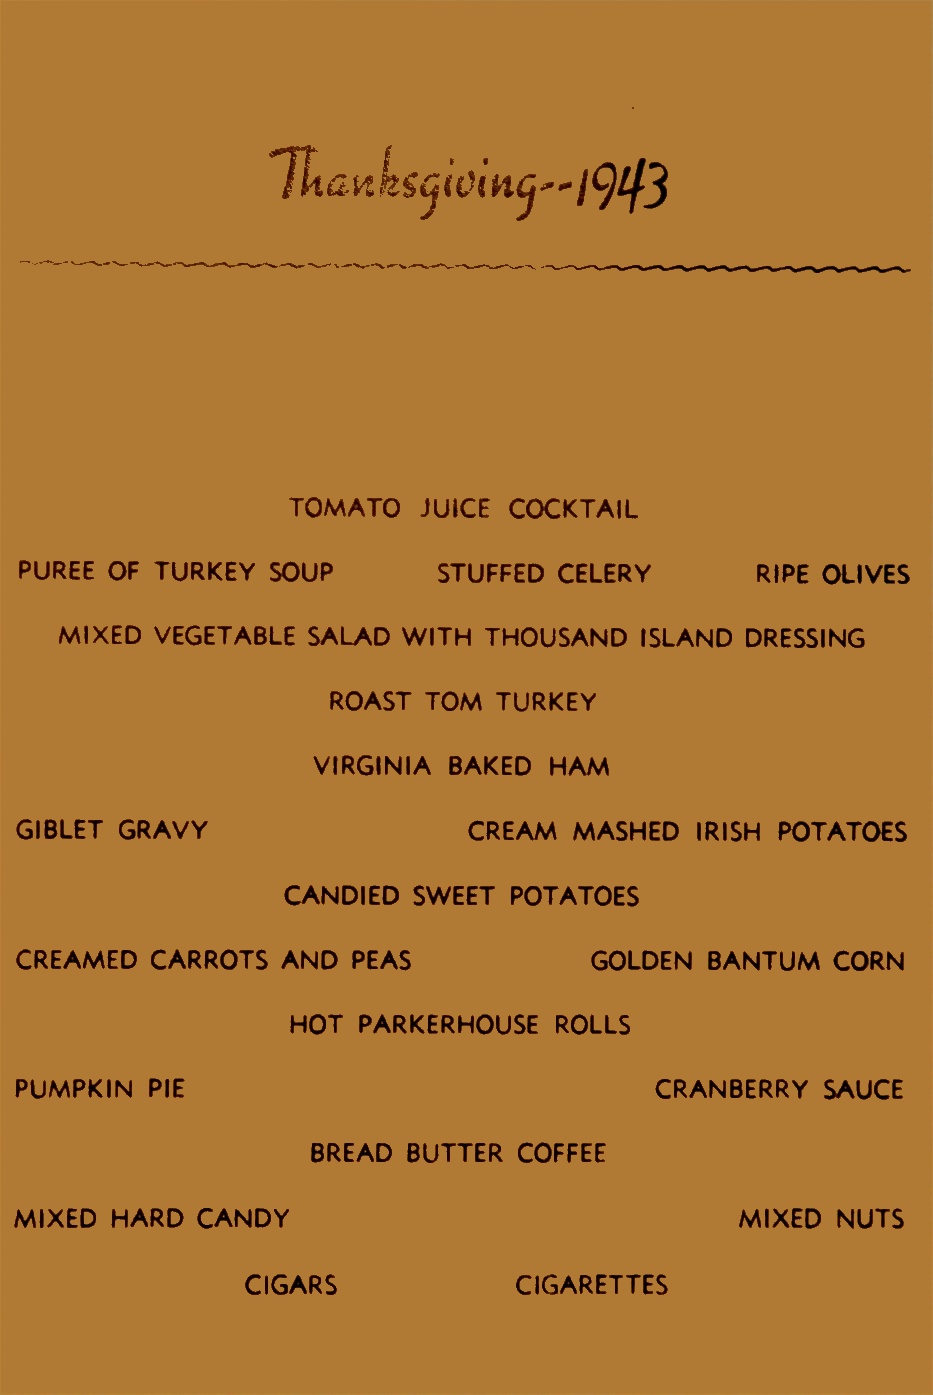 Thanksgiving--1943
TOMATO JUICE COCKTAIL
PUREE OF TURKEY SOUP STUFFED CELERY RIPE OLIVES
MIXED VEGETABLE SALAD WITH THOUSAND ISLAND DRESSING
ROAST TOM TURKEY
VIRGINIA BAKED HAM
GIBLET GRAVY CREAM MASHED IRISH POTATOES
CANDIED SWEET POTATOES
CREAMED CARROTS AND PEAS GOLDEN BANTUM CORN
HOT PARKERHOUSE ROLLS
PUMPKIN PIE CRANBERRY SAUCE
BREAD BUTTER COFFEE
MIXED HARD CANDY MIXED NUTS
CIGARS CIGARETTES